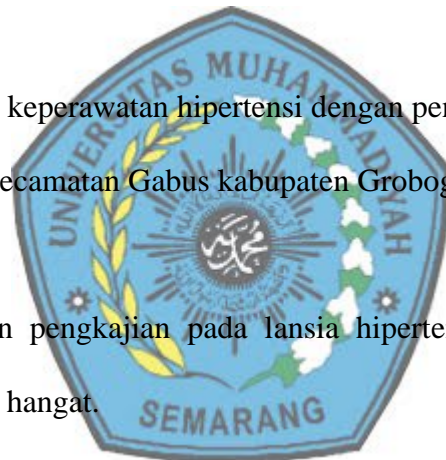 UNIVERSITAS MUHAMMADIYAH
keperawatan hipertensi dengan per
ecamatan Gabus kabupaten Grobog
n pengkajian pada lansia hiperte
hangat.
SEMARANG